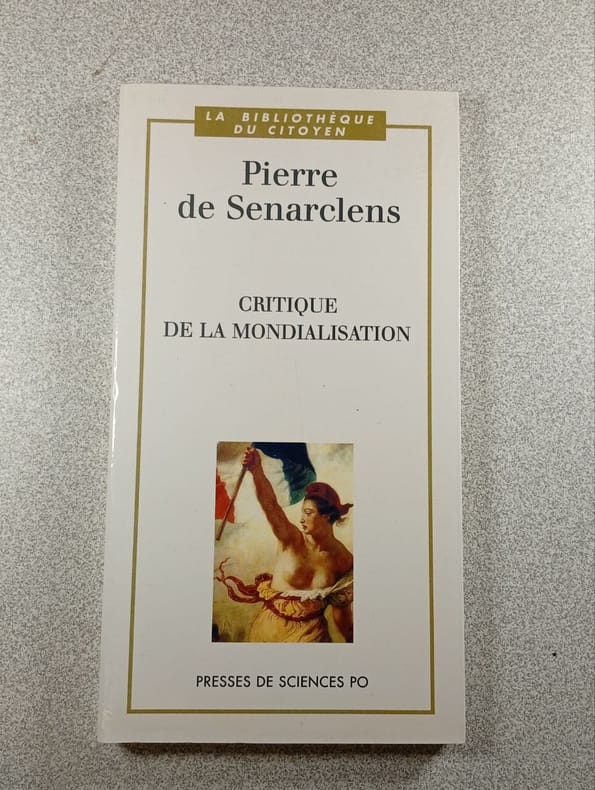 LA BIBLIOTHÈQUE
DU CITOYEN
Pierre
de Senarclens
CRITIQUE
DE LA MONDIALISATION
PRESSES DE SCIENCES PO